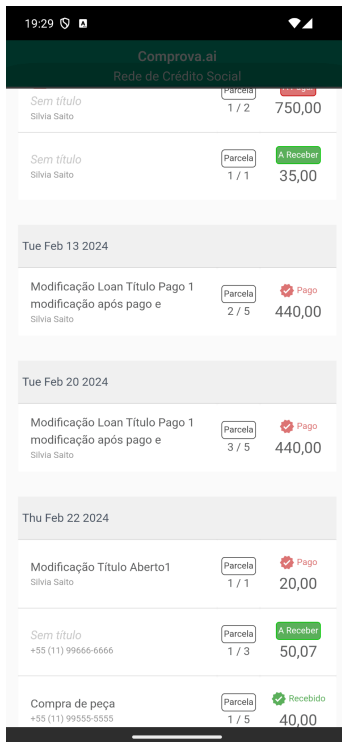 19:29
Comprova.ai
Rede de Crédito Social
Sem título
Parcela
A Pagar
Silvia Saito
1 / 2
750,00
Sem título
Parcela
A Receber
Silvia Saito
1 / 1
35,00
Tue Feb 13 2024
Modificação Loan Título Pago 1
modificação após pago e
Silvia Saito
Parcela
2 / 5
Pago
440,00
Tue Feb 20 2024
Modificação Loan Título Pago 1
modificação após pago e
Silvia Saito
Parcela
3 / 5
Pago
440,00
Thu Feb 22 2024
Modificação Título Aberto1
Silvia Saito
Parcela
1 / 1
Pago
20,00
Sem título
+55 (11) 99666-6666
Parcela
1 / 3
A Receber
50,07
Compra de peça
+55 (11) 99555-5555
Parcela
1 / 5
Recebido
40,00